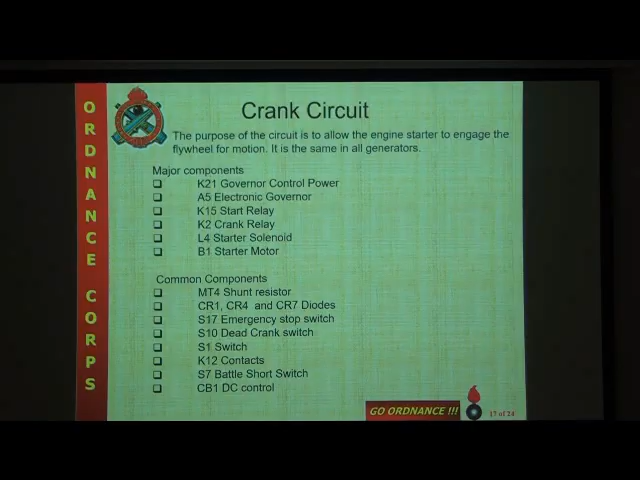 ORDNANCE CORPS
Crank Circuit
The purpose of the circuit is to allow the engine starter to engage the
flywheel for motion. It is the same in all generators.
Major components
K21 Governor Control Power
A5 Electronic Governor
K15 Start Relay
K2 Crank Relay
L4 Starter Solenoid
B1 Starter Motor
Common Components
MT4 Shunt resistor
CR1, CR4 and CR7 Diodes
S17 Emergency stop switch
S10 Dead Crank switch
S1 Switch
K12 Contacts
S7 Battle Short Switch
CB1 DC control
GO ORDNANCE !!!
17 of 24